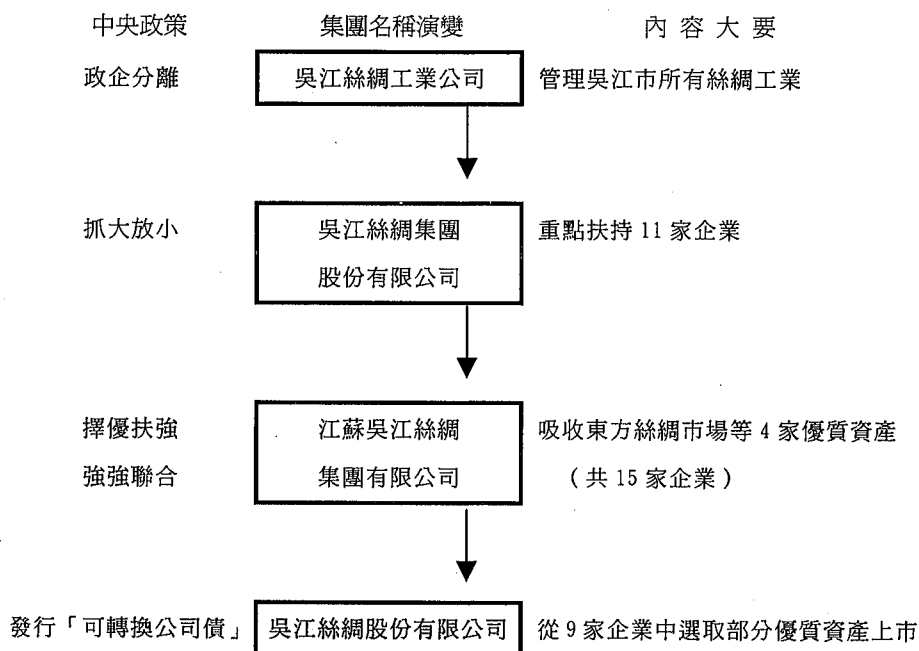 中央政策 集團名稱演變 內容大要
政企分離 吳江絲綢工業公司 管理吳江市所有絲綢工業
抓大放小 吳江絲綢集團 重點扶持 11 家企業
股份有限公司
擇優扶強 江蘇吳江絲綢 吸收東方絲綢市場等 4 家優質資產
強強聯合 集團有限公司 （共 15 家企業）
發行「可轉換公司債」 吳江絲綢股份有限公司 從 9 家企業中選取部分優質資產上市